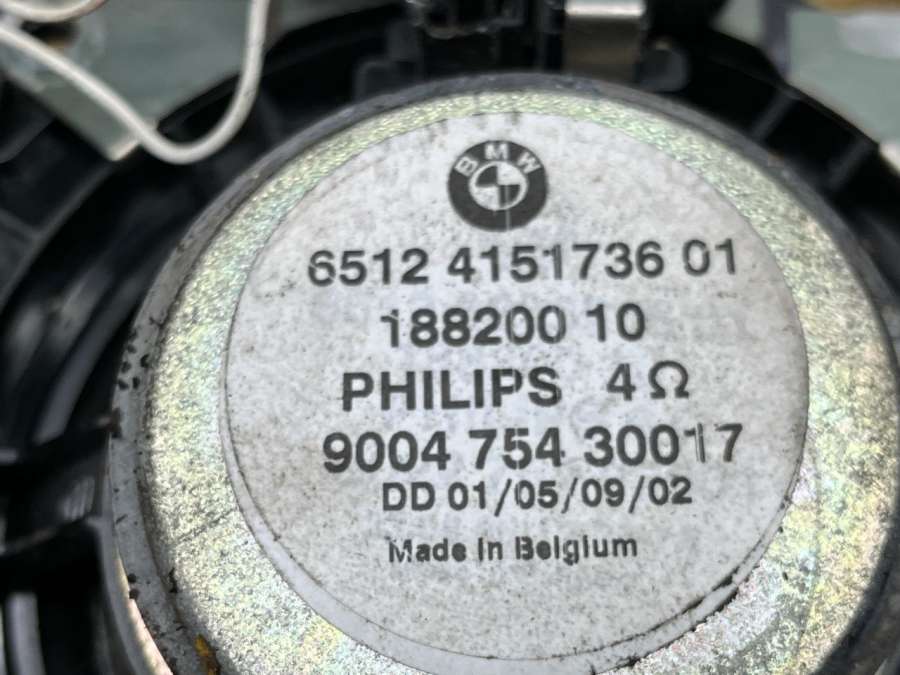 BMW
6512 4151736 01
188200 10
PHILIPS 4Ω
9004 754 30017
DD 01/05/09/02
Made In Belgium